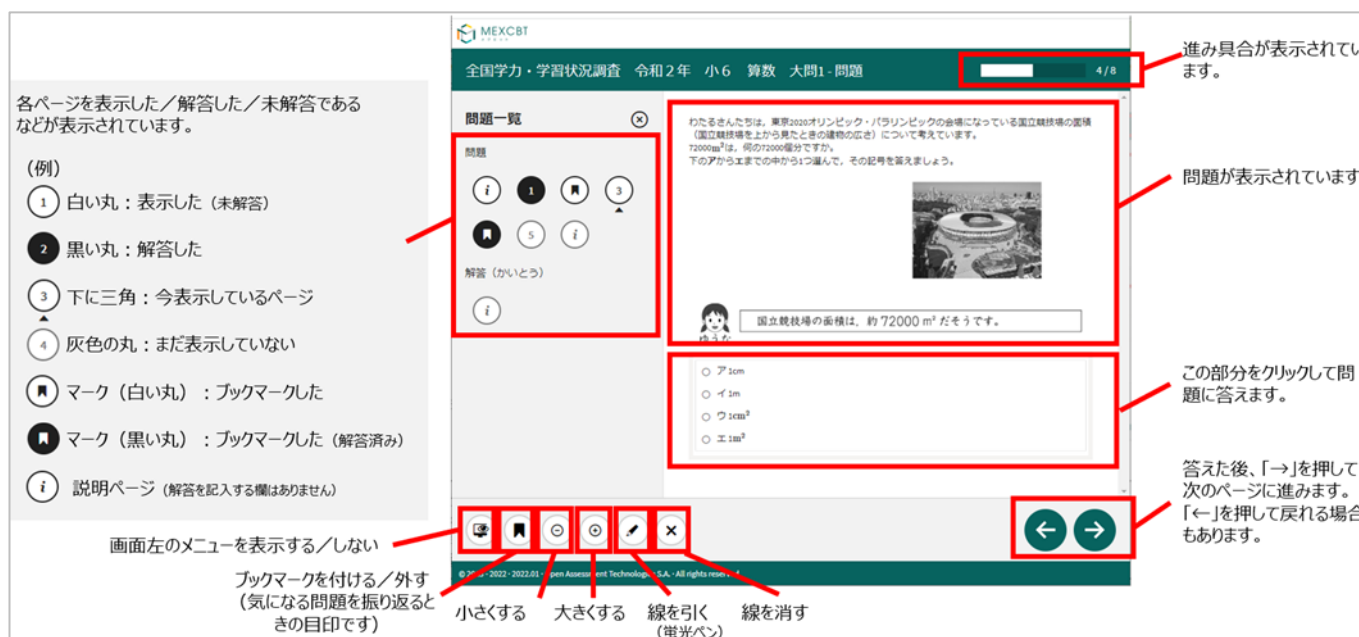 MEXCBT
全国学力・学習状況調査 令和２年 小６ 算数 大問1 - 問題
4 / 8
進み具合が表示されてい
ます。
各ページを表示した／解答した／未解答である
などが表示されています。
(例)
1 白い丸：表示した（未解答）
2 黒い丸：解答した
3 下に三角：今表示しているページ
4 灰色の丸：まだ表示していない
マーク（白い丸）：ブックマークした
マーク（黒い丸）：ブックマークした（解答済み）
i 説明ページ（解答を記入する欄はありません）
問題一覧
問題
i 1 3
5 i
解答（かいとう）
i
わたるさんたちは，東京2020オリンピック・パラリンピックの会場になっている国立競技場の面積
（国立競技場を上から見たときの建物の広さ）について考えています。
72000m²は，何の72000個分ですか。
下のアからエまでの中から1つ選んで，その記号を答えましょう。
問題が表示されています
国立競技場の面積は，約 72000 m² だそうです。
ゆうな
ア 1cm
イ 1m
ウ 1cm²
エ 1m²
この部分をクリックして問
題に答えます。
答えた後、「→」を押して
次のページに進みます。
「←」を押して戻れる場合
もあります。
画面左のメニューを表示する／しない
ブックマークを付ける／外す
（気になる問題を振り返ると
きの目印です）
小さくする
大きくする
線を引く
（蛍光ペン）
線を消す
2022 · 2022.01 · Open Assessment Technologies S.A. · All rights reserved